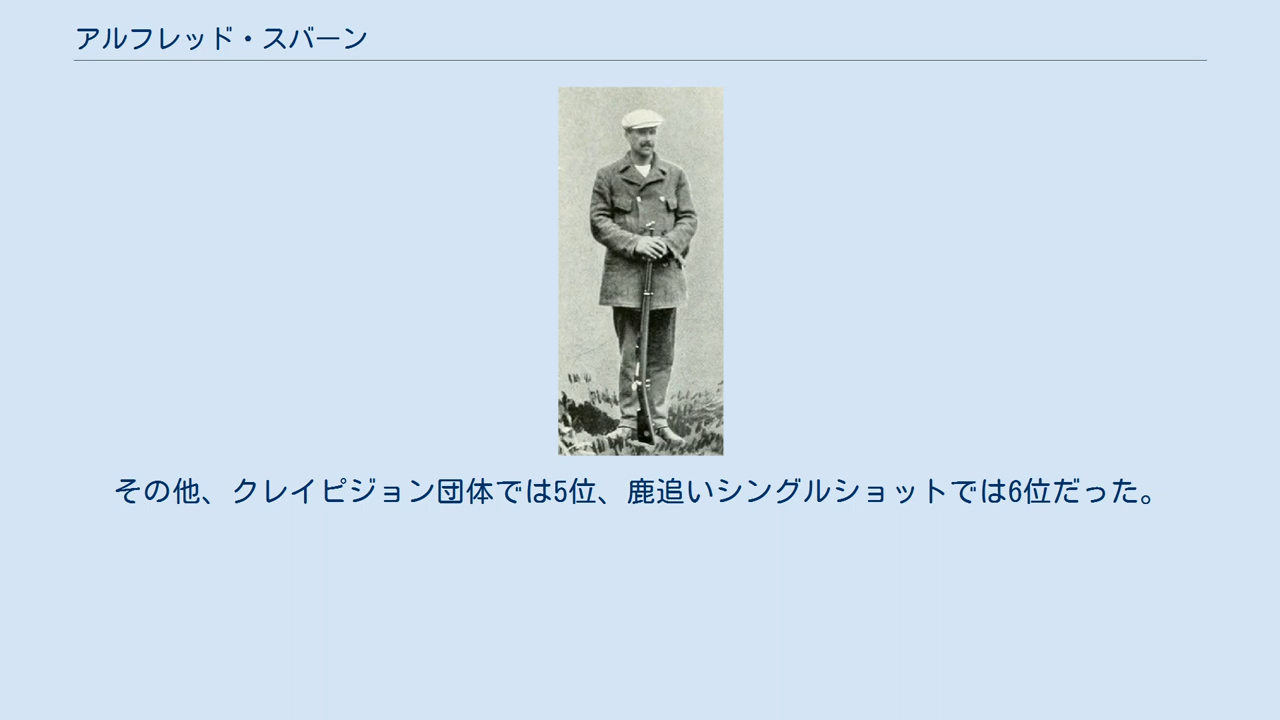 アルフレッド・スバーン
その他、クレイピジョン団体では5位、鹿追いシングルショットでは6位だった。